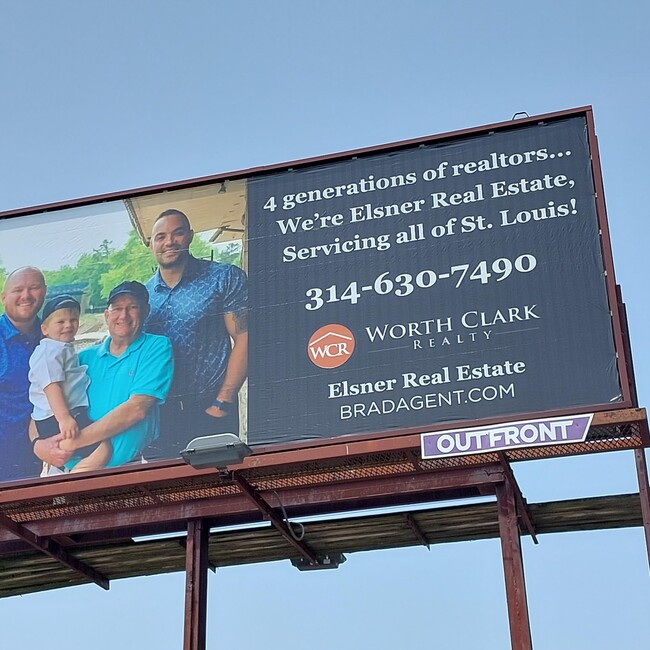 4 generations of realtors...
We're Elsner Real Estate,
Servicing all of St. Louis!
314-630-7490
WCR
WORTH CLARK
REALTY
Elsner Real Estate
BRADAGENT.COM
OUTFRONT